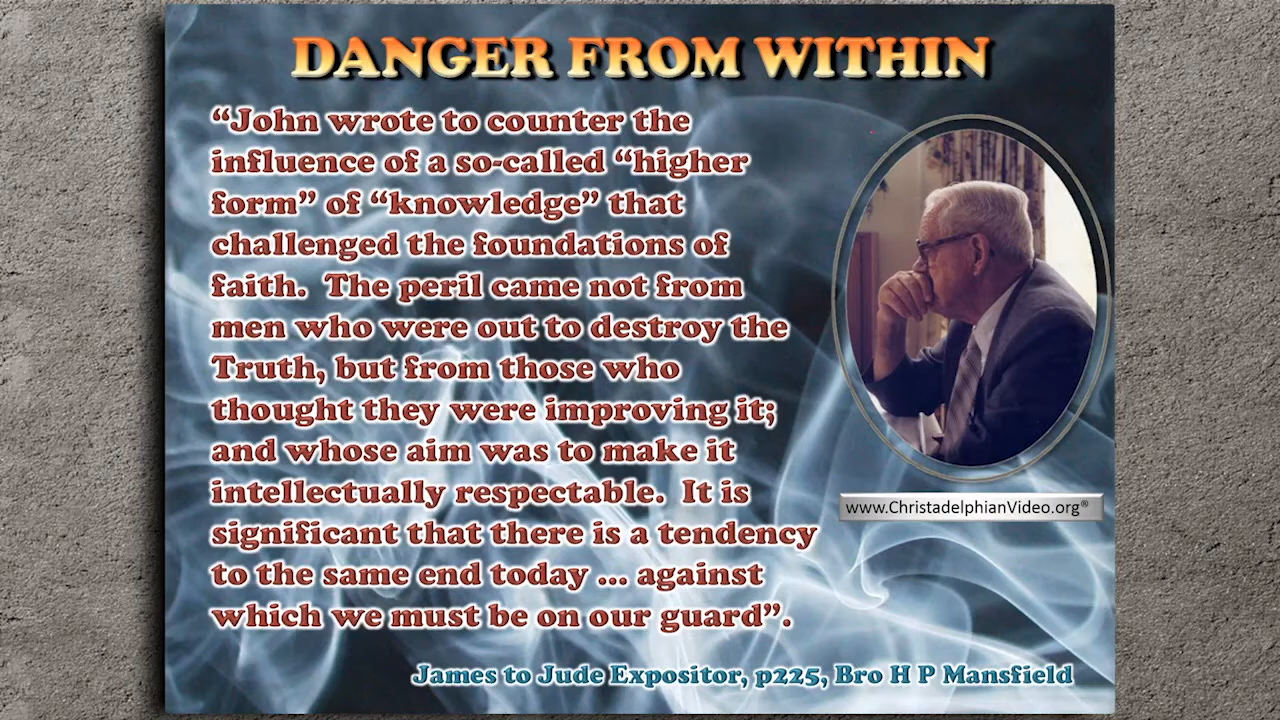 DANGER FROM WITHIN
“John wrote to counter the
influence of a so-called “higher
form” of “knowledge” that
challenged the foundations of
faith.  The peril came not from
men who were out to destroy the
Truth, but from those who
thought they were improving it;
and whose aim was to make it
intellectually respectable.  It is
significant that there is a tendency
to the same end today ... against
which we must be on our guard”.
www.ChristadelphianVideo.org®
James to Jude Expositor, p225, Bro H P Mansfield